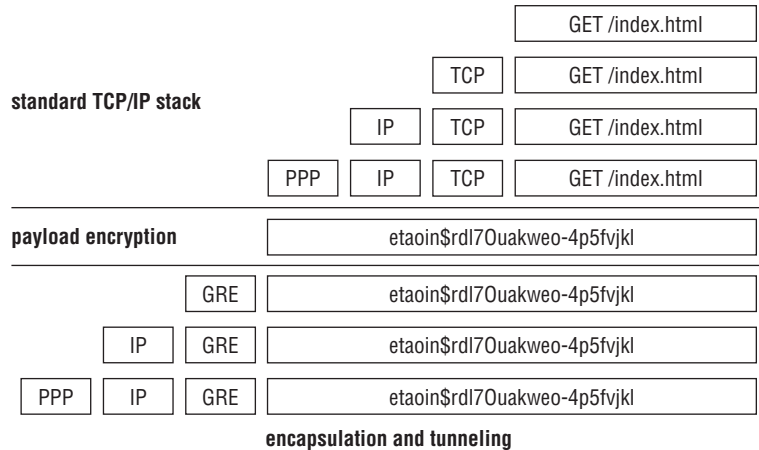 GET /index.html
TCP GET /index.html
standard TCP/IP stack
IP TCP GET /index.html
PPP IP TCP GET /index.html
payload encryption etaoin$rdl7Ouakweo-4p5fvjkl
GRE etaoin$rdl7Ouakweo-4p5fvjkl
IP GRE etaoin$rdl7Ouakweo-4p5fvjkl
PPP IP GRE etaoin$rdl7Ouakweo-4p5fvjkl
encapsulation and tunneling